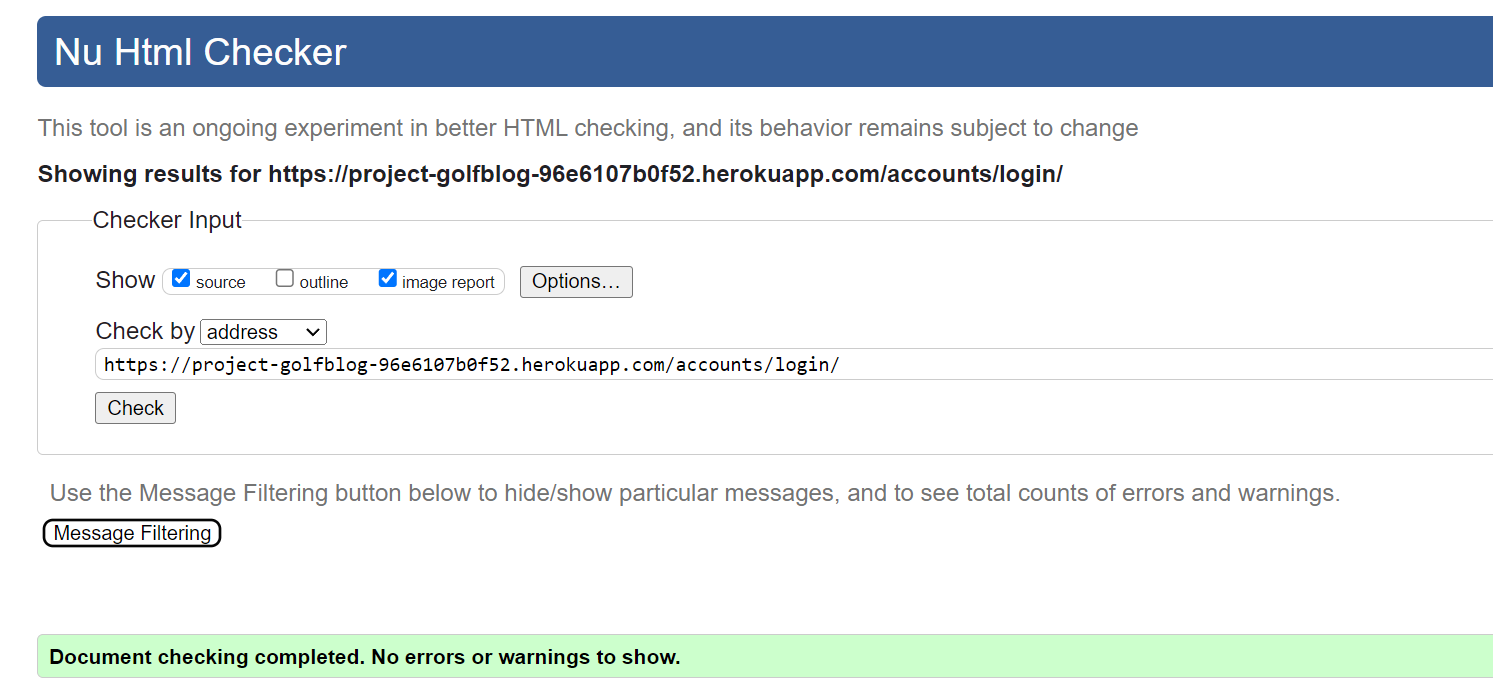 Nu Html Checker
This tool is an ongoing experiment in better HTML checking, and its behavior remains subject to change
Showing results for https://project-golfblog-96e6107b0f52.herokuapp.com/accounts/login/
Checker Input
Show source outline image report Options...
Check by address
https://project-golfblog-96e6107b0f52.herokuapp.com/accounts/login/
Check
Use the Message Filtering button below to hide/show particular messages, and to see total counts of errors and warnings.
Message Filtering
Document checking completed. No errors or warnings to show.